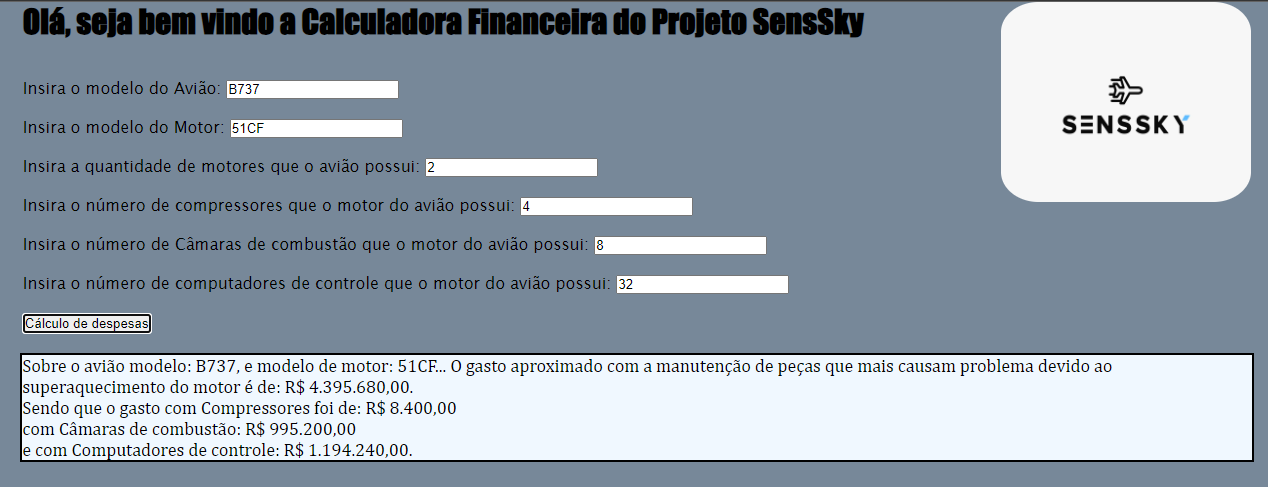 Olá, seja bem vindo a Calculadora Financeira do Projeto SensSky
SENSSKY
Insira o modelo do Avião: B737
Insira o modelo do Motor: 51CF
Insira a quantidade de motores que o avião possui: 2
Insira o número de compressores que o motor do avião possui: 4
Insira o número de Câmaras de combustão que o motor do avião possui: 8
Insira o número de computadores de controle que o motor do avião possui: 32
Cálculo de despesas
Sobre o avião modelo: B737, e modelo de motor: 51CF... O gasto aproximado com a manutenção de peças que mais causam problema devido ao
superaquecimento do motor é de: R$ 4.395.680,00.
Sendo que o gasto com Compressores foi de: R$ 8.400,00
com Câmaras de combustão: R$ 995.200,00
e com Computadores de controle: R$ 1.194.240,00.